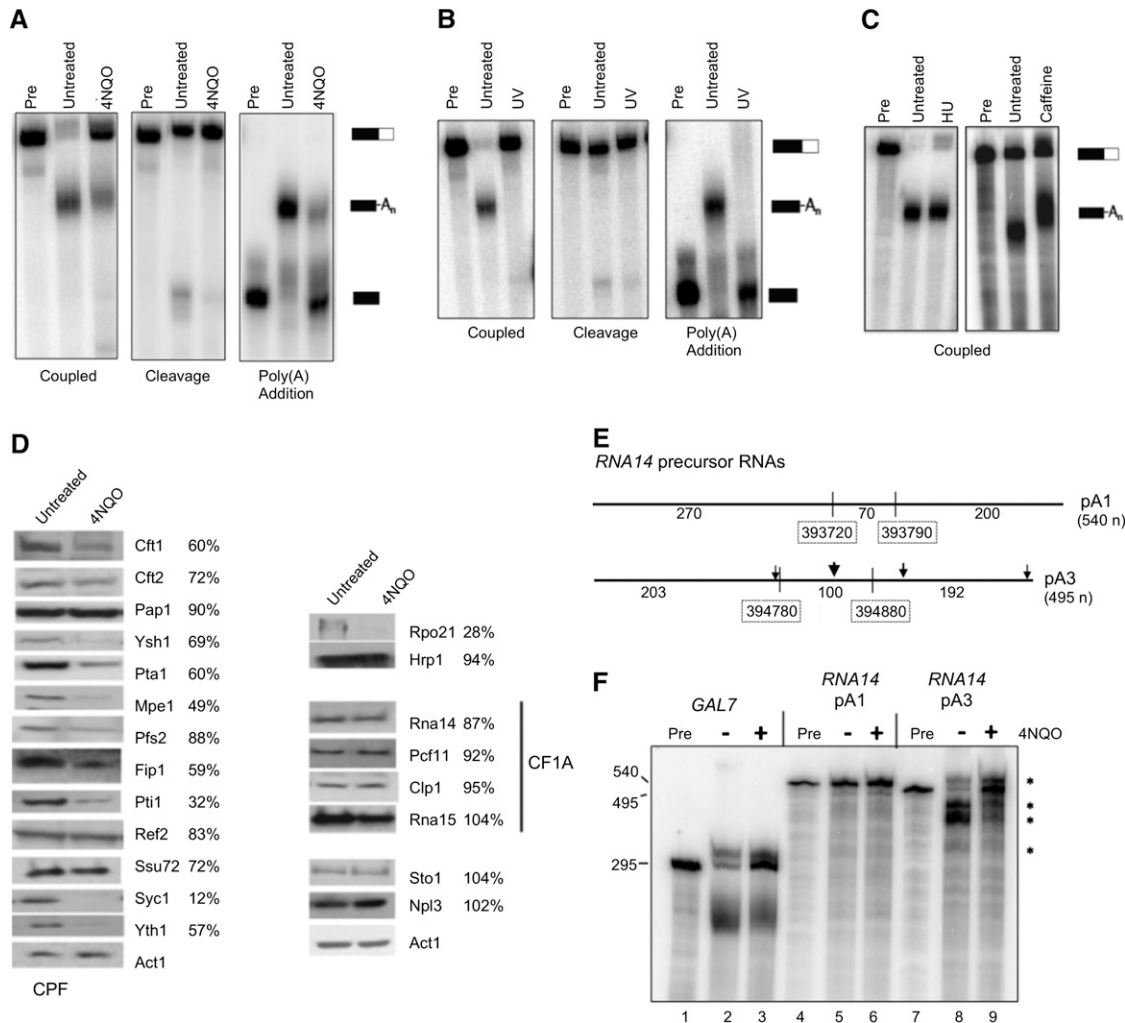 A
Pre
Untreated
4NQO
Pre
Untreated
4NQO
Pre
Untreated
4NQO
-An
Coupled
Cleavage
Poly(A)
Addition
B
Pre
Untreated
UV
Pre
Untreated
UV
Pre
Untreated
UV
-An
Coupled
Cleavage
Poly(A)
Addition
C
Pre
Untreated
HU
Pre
Untreated
Caffeine
-An
Coupled
D
Untreated
4NQO
Cft1 60%
Cft2 72%
Pap1 90%
Ysh1 69%
Pta1 60%
Mpe1 49%
Pfs2 88%
Fip1 59%
Pti1 32%
Ref2 83%
Ssu72 72%
Syc1 12%
Yth1 57%
Act1
CPF
Untreated
4NQO
Rpo21 28%
Hrp1 94%
Rna14 87%
Pcf11 92%
Clp1 95%
Rna15 104%
CF1A
Sto1 104%
Npl3 102%
Act1
E
RNA14 precursor RNAs
270 70 200
pA1
(540 n)
393720 393790
203 100 192
pA3
(495 n)
394780 394880
F
GAL7
RNA14
pA1
RNA14
pA3
Pre - + Pre - + Pre - + 4NQO
540
495
295
*
*
*
*
1 2 3 4 5 6 7 8 9